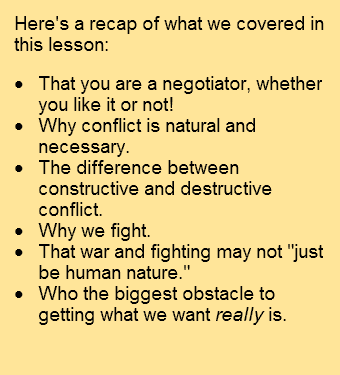 Here's a recap of what we covered in
this lesson:
• That you are a negotiator, whether
you like it or not!
• Why conflict is natural and
necessary.
• The difference between
constructive and destructive
conflict.
• Why we fight.
• That war and fighting may not "just
be human nature."
• Who the biggest obstacle to
getting what we want really is.